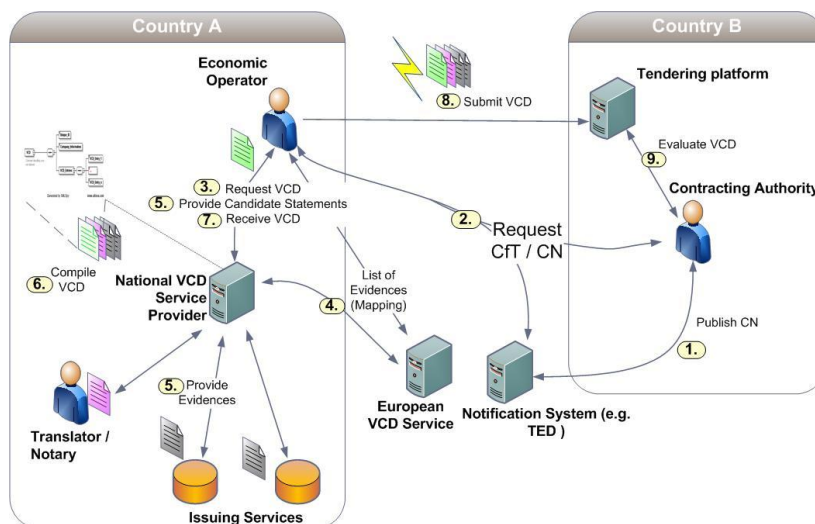 Country A
Country B
Economic
Operator
8. Submit VCD
Tendering platform
9. Evaluate VCD
Contracting Authority
3. Request VCD
5. Provide Candidate Statements
7. Receive VCD
2.
Request
CfT / CN
6. Compile
VCD
National VCD
Service
Provider
List of
Evidences
(Mapping)
4.
Publish CN
1.
5. Provide
Evidences
Translator /
Notary
European
VCD Service
Notification System (e.g.
TED )
Issuing Services